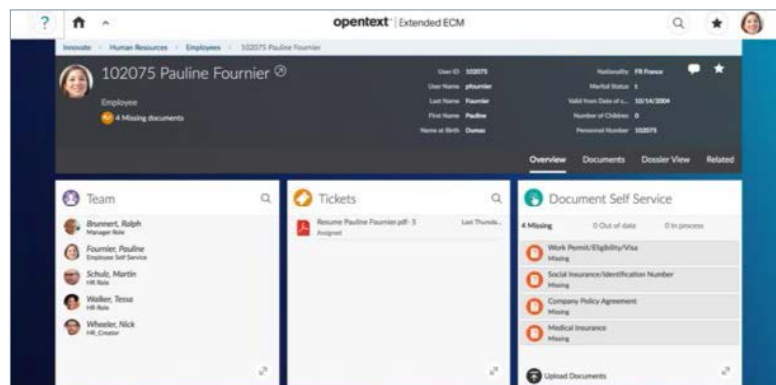 ?
opentext | Extended ECM
Innovate Human Resources Employees 102075 Pauline Fournier
102075 Pauline Fournier
Employee
4 Missing documents
User ID 102075
User Name pfournier
Last Name Fournier
First Name Pauline
Name at Birth Dumas
Nationality FR France
Marital Status 1
Valid from Date of c... 10/14/2004
Number of Children 0
Personnel Number 102075
Overview Documents Dossier View Related
Team
Brunnert, Ralph
Manager Role
Fournier, Pauline
Employee Self Service
Schulz, Martin
HR Role
Walker, Tessa
HR Role
Wheeler, Nick
HR_Creator
Tickets
Resume Pauline Fournier.pdf- 5 Last Thursda...
Assigned
Document Self Service
4 Missing 0 Out of data 0 In process
Work Permit/Eligibility/Visa
Missing
Social Insurance/Identification Number
Missing
Company Policy Agreement
Missing
Medical Insurance
Missing
Upload Documents